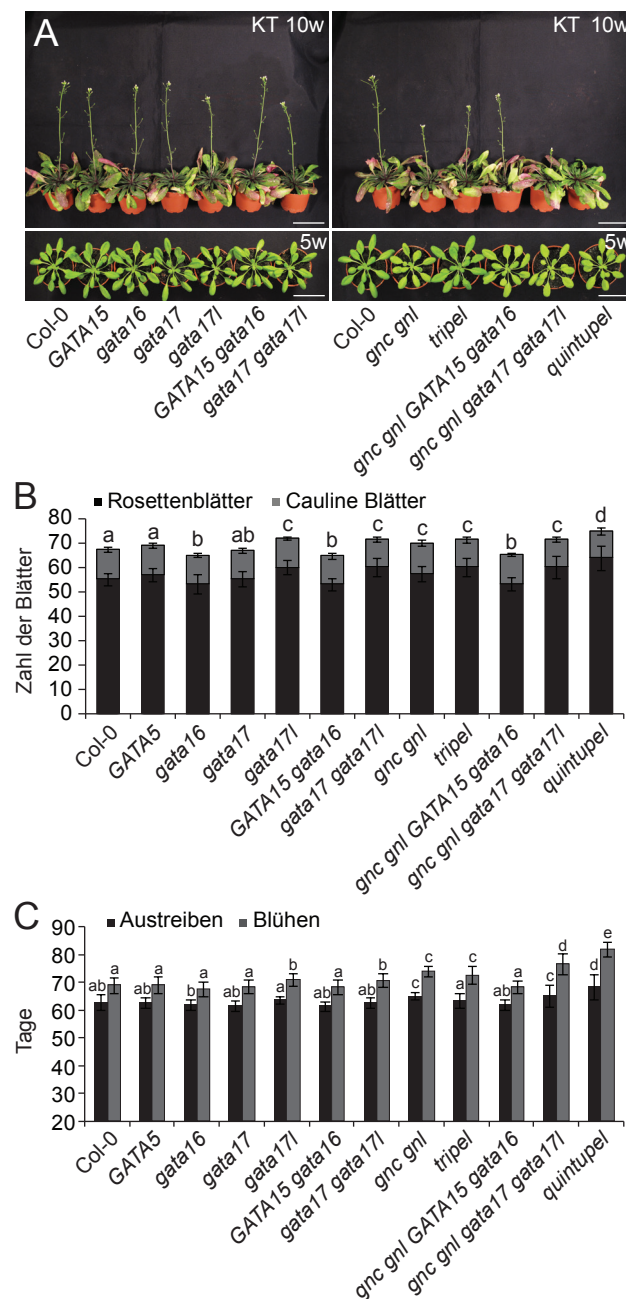 A
KT 10w
KT 10w
5w
5w
Col-0
GATA15
gata16
gata17
gata17l
GATA15 gata16
gata17 gata17l
Col-0
gnc gnl
tripel
gnc gnl GATA15 gata16
gnc gnl gata17 gata17l
quintupel
B
Rosettenblätter
Cauline Blätter
Zahl der Blätter
80
70
60
50
40
30
20
10
0
a
a
b
ab
c
b
c
c
c
b
c
d
Col-0
GATA5
gata16
gata17
gata17l
GATA15 gata16
gata17 gata17l
gnc gnl
tripel
gnc gnl GATA15 gata16
gnc gnl gata17 gata17l
quintupel
C
Austreiben
Blühen
Tage
90
80
70
60
50
40
30
20
ab a
ab a
b a
ab a
ab b
ab a
ab b
c c
a c
ab a
c d
d e
Col-0
GATA5
gata16
gata17
gata17l
GATA15 gata16
gata17 gata17l
gnc gnl
tripel
gnc gnl GATA15 gata16
gnc gnl gata17 gata17l
quintupel